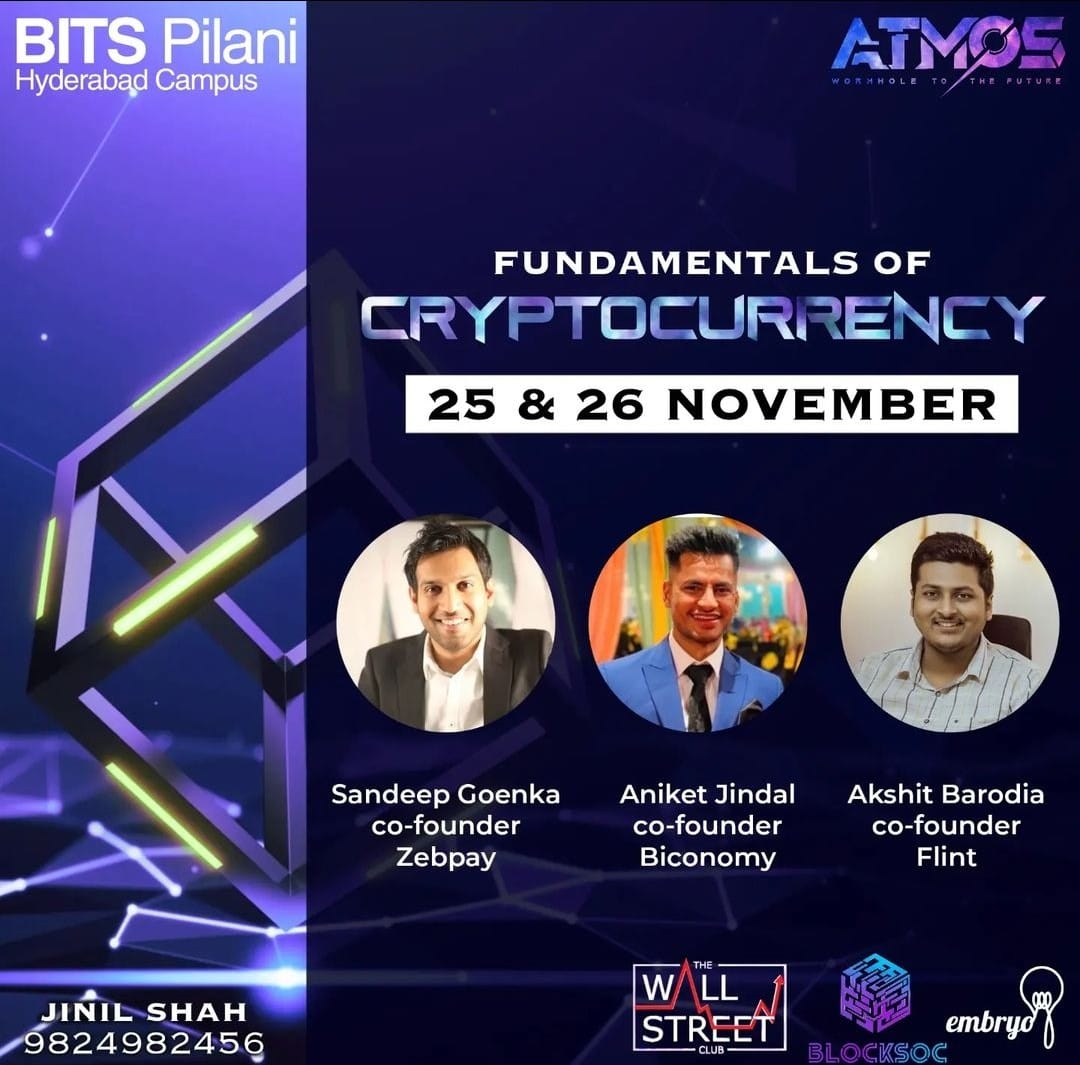 BITS Pilani
Hyderabad Campus
ATMOS
WORMHOLE TO THE FUTURE
FUNDAMENTALS OF
CRYPTOCURRENCY
25 & 26 NOVEMBER
Sandeep Goenka
co-founder
Zebpay
Aniket Jindal
co-founder
Biconomy
Akshit Barodia
co-founder
Flint
JINIL SHAH
9824982456
THE
WALL
STREET
CLUB
BLOCKSOC
embryo